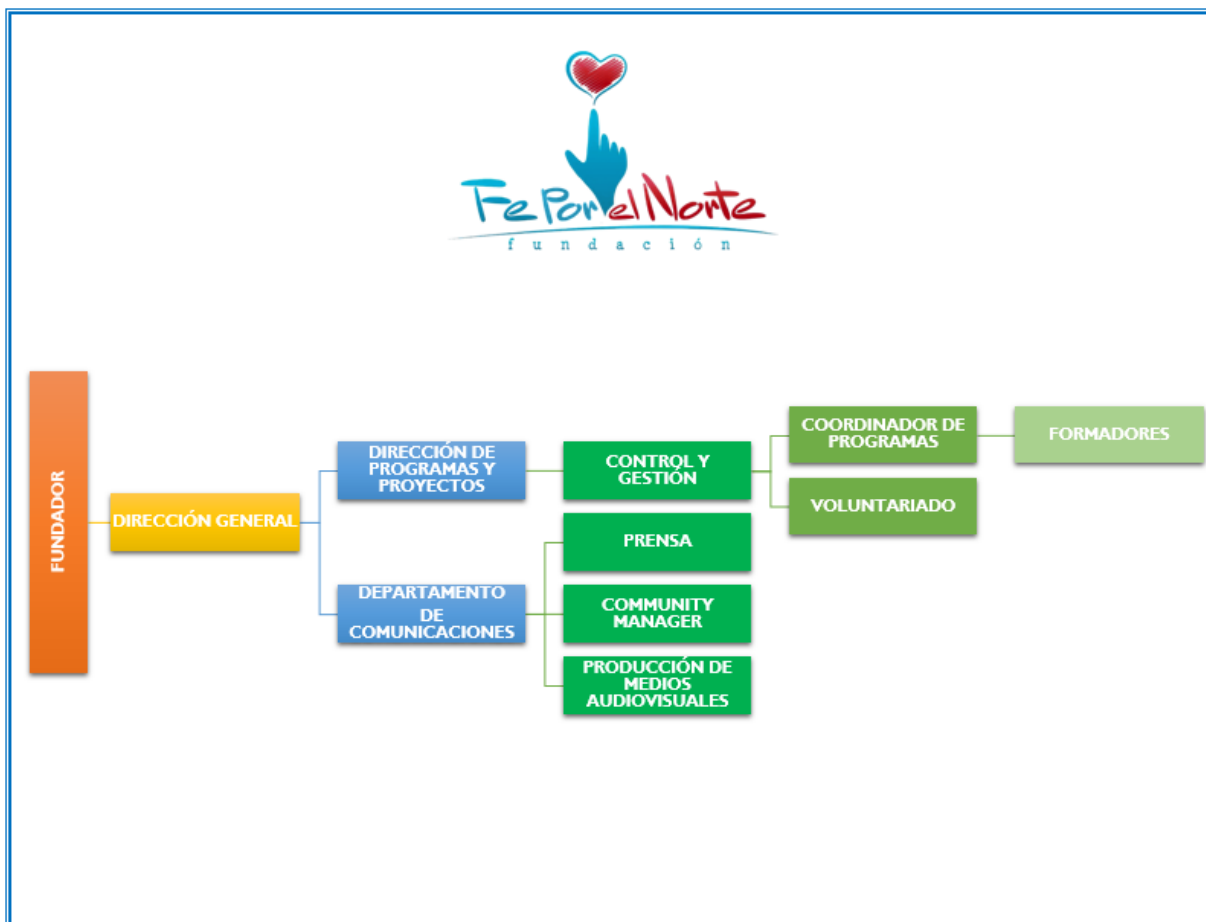 Fe Por el Norte
fundación
FUNDADOR
DIRECCIÓN GENERAL
DIRECCIÓN DE
PROGRAMAS Y
PROYECTOS
CONTROL Y
GESTIÓN
COORDINADOR DE
PROGRAMAS
FORMADORES
VOLUNTARIADO
DEPARTAMENTO
DE
COMUNICACIONES
PRENSA
COMMUNITY
MANAGER
PRODUCCIÓN DE
MEDIOS
AUDIOVISUALES